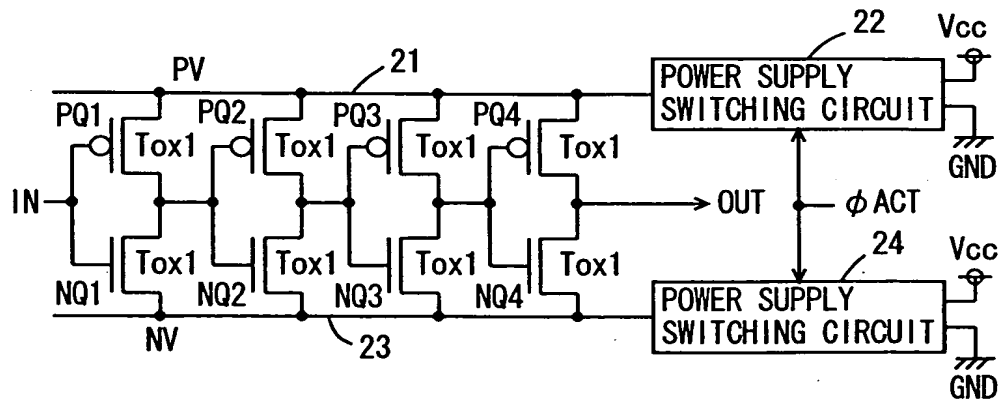 22
Vcc
PV
21
POWER SUPPLY
SWITCHING CIRCUIT
PQ1
PQ2
PQ3
PQ4
Tox1
Tox1
Tox1
Tox1
GND
IN
OUT
φACT
Tox1
Tox1
Tox1
Tox1
24
Vcc
NQ1
NQ2
NQ3
NQ4
POWER SUPPLY
SWITCHING CIRCUIT
NV
23
GND